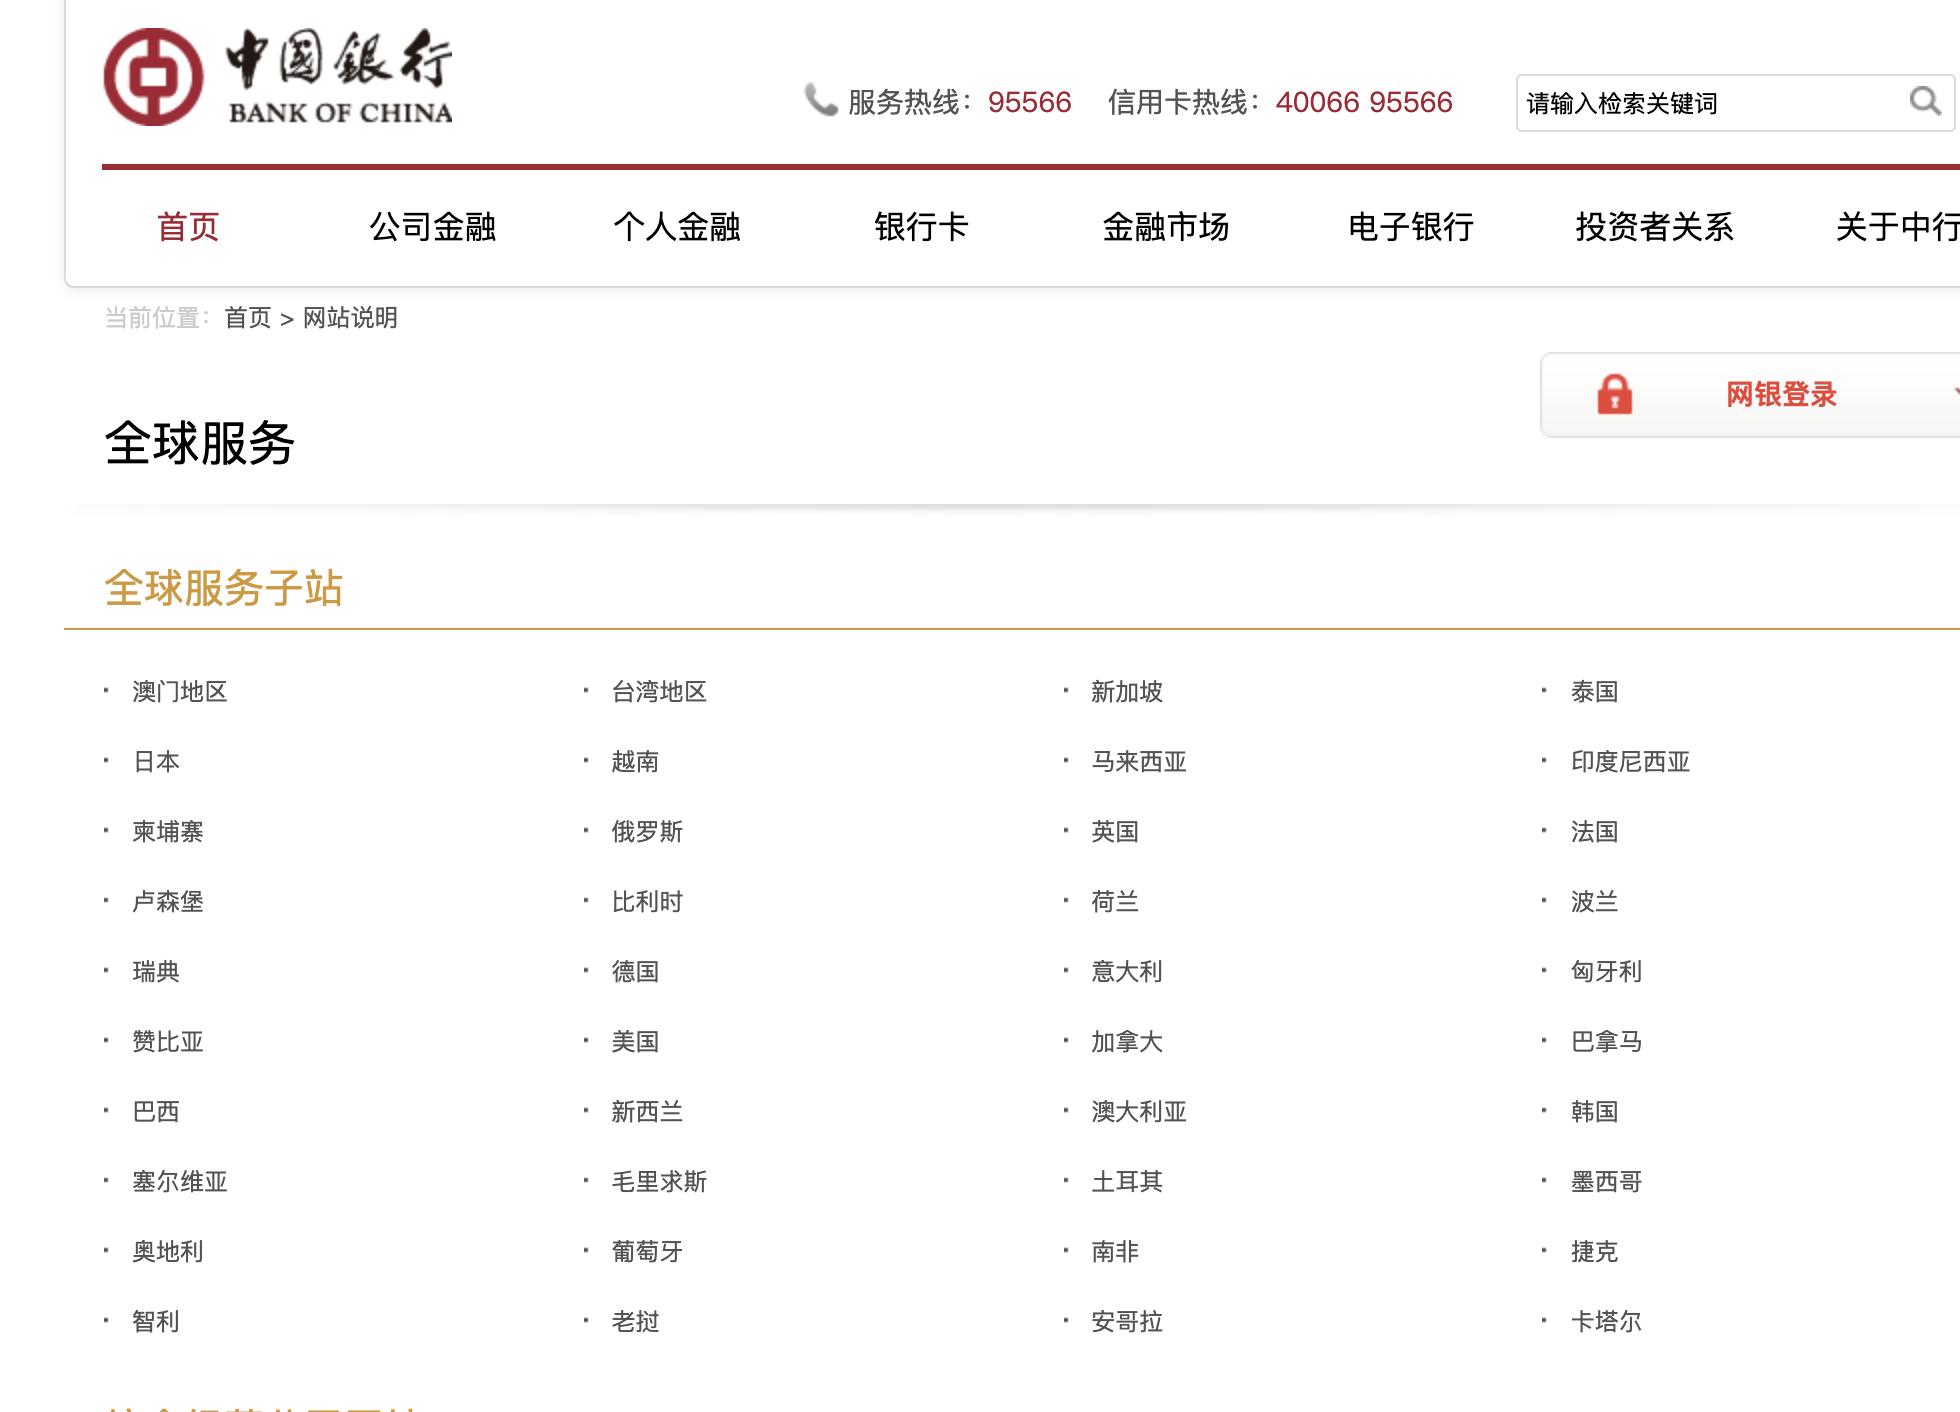 中國銀行
BANK OF CHINA
服务热线：95566 信用卡热线：40066 95566
请输入检索关键词
首页 公司金融 个人金融 银行卡 金融市场 电子银行 投资者关系 关于中行
当前位置：首页 > 网站说明
网银登录
全球服务
全球服务子站
· 澳门地区 · 台湾地区 · 新加坡 · 泰国
· 日本 · 越南 · 马来西亚 · 印度尼西亚
· 柬埔寨 · 俄罗斯 · 英国 · 法国
· 卢森堡 · 比利时 · 荷兰 · 波兰
· 瑞典 · 德国 · 意大利 · 匈牙利
· 赞比亚 · 美国 · 加拿大 · 巴拿马
· 巴西 · 新西兰 · 澳大利亚 · 韩国
· 塞尔维亚 · 毛里求斯 · 土耳其 · 墨西哥
· 奥地利 · 葡萄牙 · 南非 · 捷克
· 智利 · 老挝 · 安哥拉 · 卡塔尔